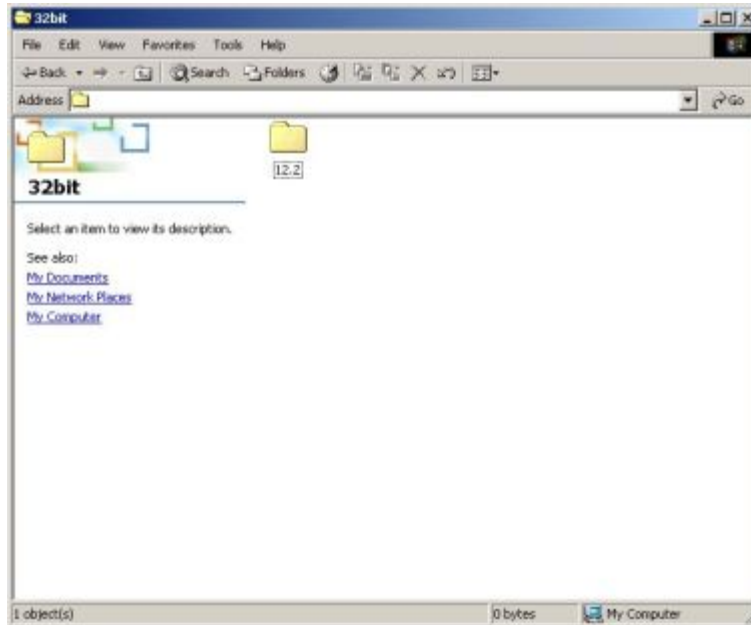 32bit
File Edit View Favorites Tools Help
Back Search Folders
Address Go
12.2
32bit
Select an item to view its description.
See also:
My Documents
My Network Places
My Computer
1 object(s) 0 bytes My Computer